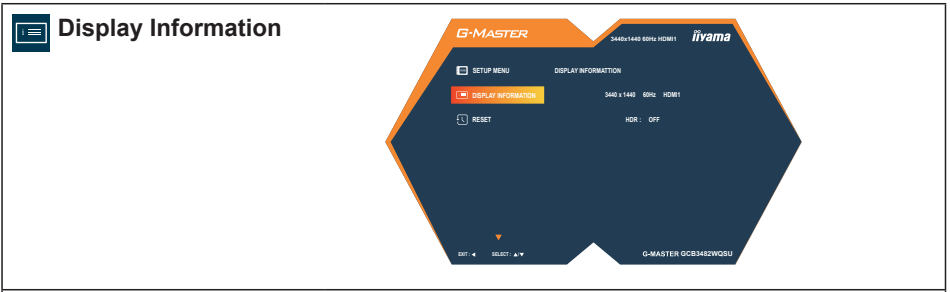 Display Information
G-MASTER
3440x1440 60Hz HDMI1 iiyama
SETUP MENU DISPLAY INFORMATTION
DISPLAY INFORMATION 3440 x 1440 60Hz HDMI1
RESET HDR : OFF
EXIT : ◀ SELECT : ▲/▼ G-MASTER GCB3482WQSU